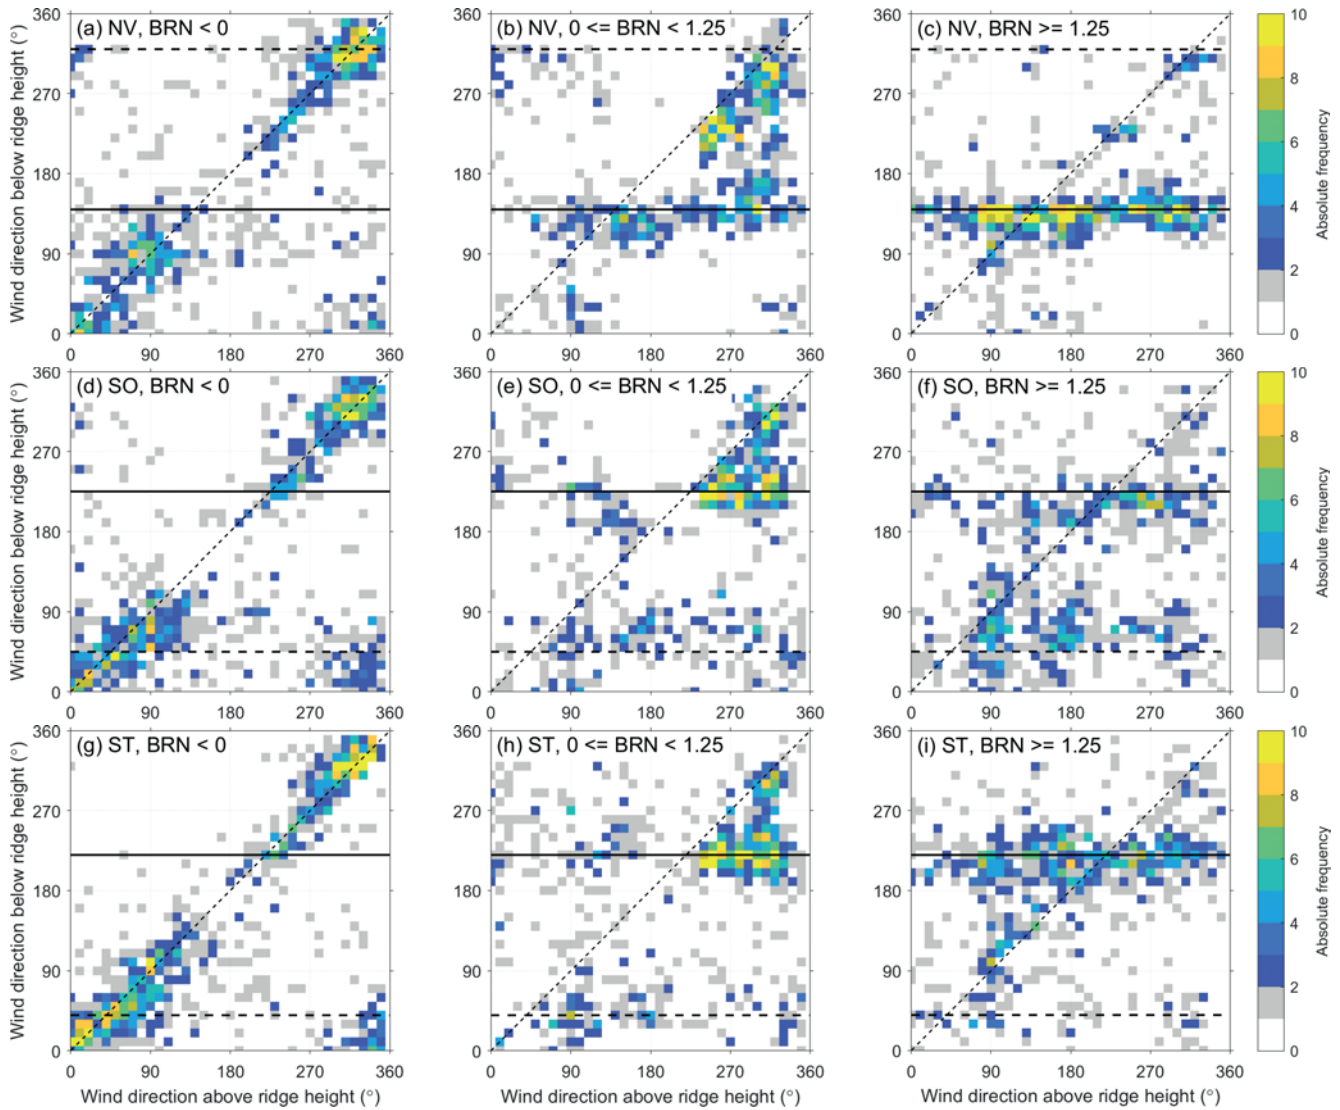 (a) NV, BRN < 0
(b) NV, 0 <= BRN < 1.25
(c) NV, BRN >= 1.25
Wind direction below ridge height (°)
360
270
180
90
0
0 90 180 270 360
0 90 180 270 360
0 90 180 270 360
360
270
180
90
0
360
270
180
90
0
10
8
6
4
2
0
Absolute frequency
(d) SO, BRN < 0
(e) SO, 0 <= BRN < 1.25
(f) SO, BRN >= 1.25
Wind direction below ridge height (°)
360
270
180
90
0
0 90 180 270 360
0 90 180 270 360
0 90 180 270 360
360
270
180
90
0
360
270
180
90
0
10
8
6
4
2
0
Absolute frequency
(g) ST, BRN < 0
(h) ST, 0 <= BRN < 1.25
(i) ST, BRN >= 1.25
Wind direction below ridge height (°)
360
270
180
90
0
0 90 180 270 360
0 90 180 270 360
0 90 180 270 360
360
270
180
90
0
360
270
180
90
0
10
8
6
4
2
0
Absolute frequency
Wind direction above ridge height (°)
Wind direction above ridge height (°)
Wind direction above ridge height (°)